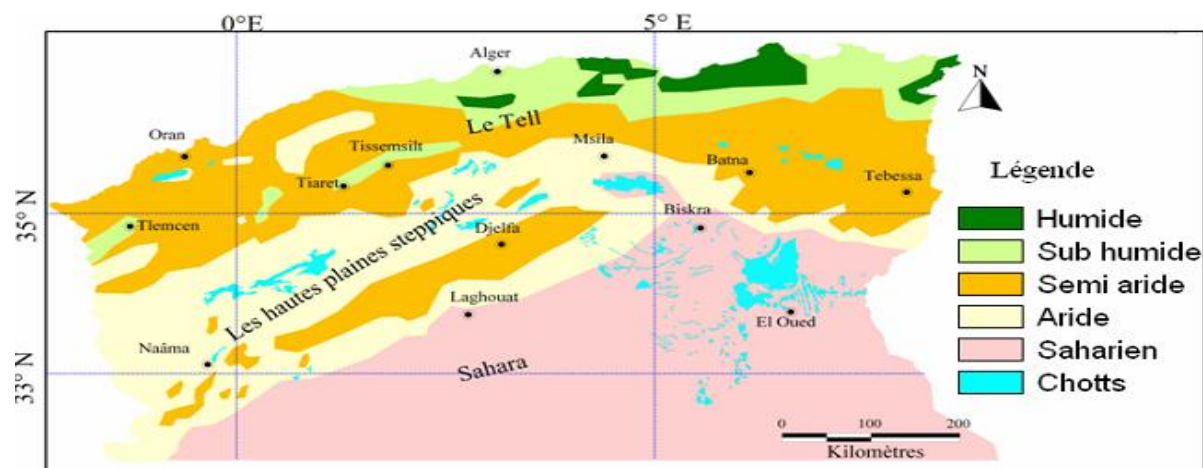 0°E
5° E
Alger
N
Oran
Le Tell
Msila
Tissemsilt
Batna
Légende
Tiaret
Tebessa
35° N
Biskra
Humide
Tlemcen
Djelfa
Sub humide
Les hautes plaines steppiques
Semi aride
Laghouat
El Oued
Aride
Naâma
Sahara
Saharien
33° N
Chotts
0 100 200
Kilomètres